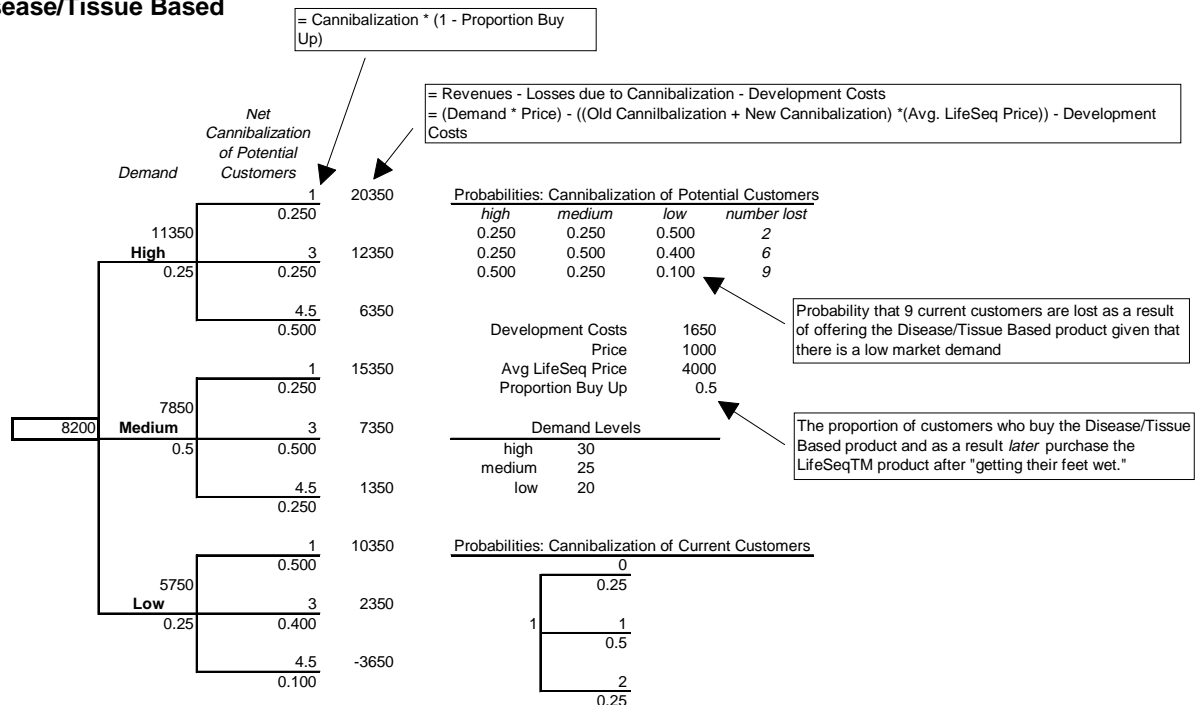 sease/Tissue Based
= Cannibalization * (1 - Proportion Buy
Up)
= Revenues - Losses due to Cannibalization - Development Costs
= (Demand * Price) - ((Old Cannilbalization + New Cannibalization) *(Avg. LifeSeq Price)) - Development
Costs
Net
Cannibalization
of Potential
Demand Customers
1 20350
0.250
11350
High 3 12350
0.25 0.250
4.5 6350
0.500
1 15350
0.250
7850
8200 Medium 3 7350
0.5 0.500
4.5 1350
0.250
1 10350
0.500
5750
Low 3 2350
0.25 0.400
4.5 -3650
0.100
Probabilities: Cannibalization of Potential Customers
high medium low number lost
0.250 0.250 0.500 2
0.250 0.500 0.400 6
0.500 0.250 0.100 9
Probability that 9 current customers are lost as a result
of offering the Disease/Tissue Based product given that
there is a low market demand
Development Costs 1650
Price 1000
Avg LifeSeq Price 4000
Proportion Buy Up 0.5
The proportion of customers who buy the Disease/Tissue
Based product and as a result later purchase the
LifeSeqTM product after "getting their feet wet."
Demand Levels
high 30
medium 25
low 20
Probabilities: Cannibalization of Current Customers
0
0.25
1 1
0.5
2
0.25